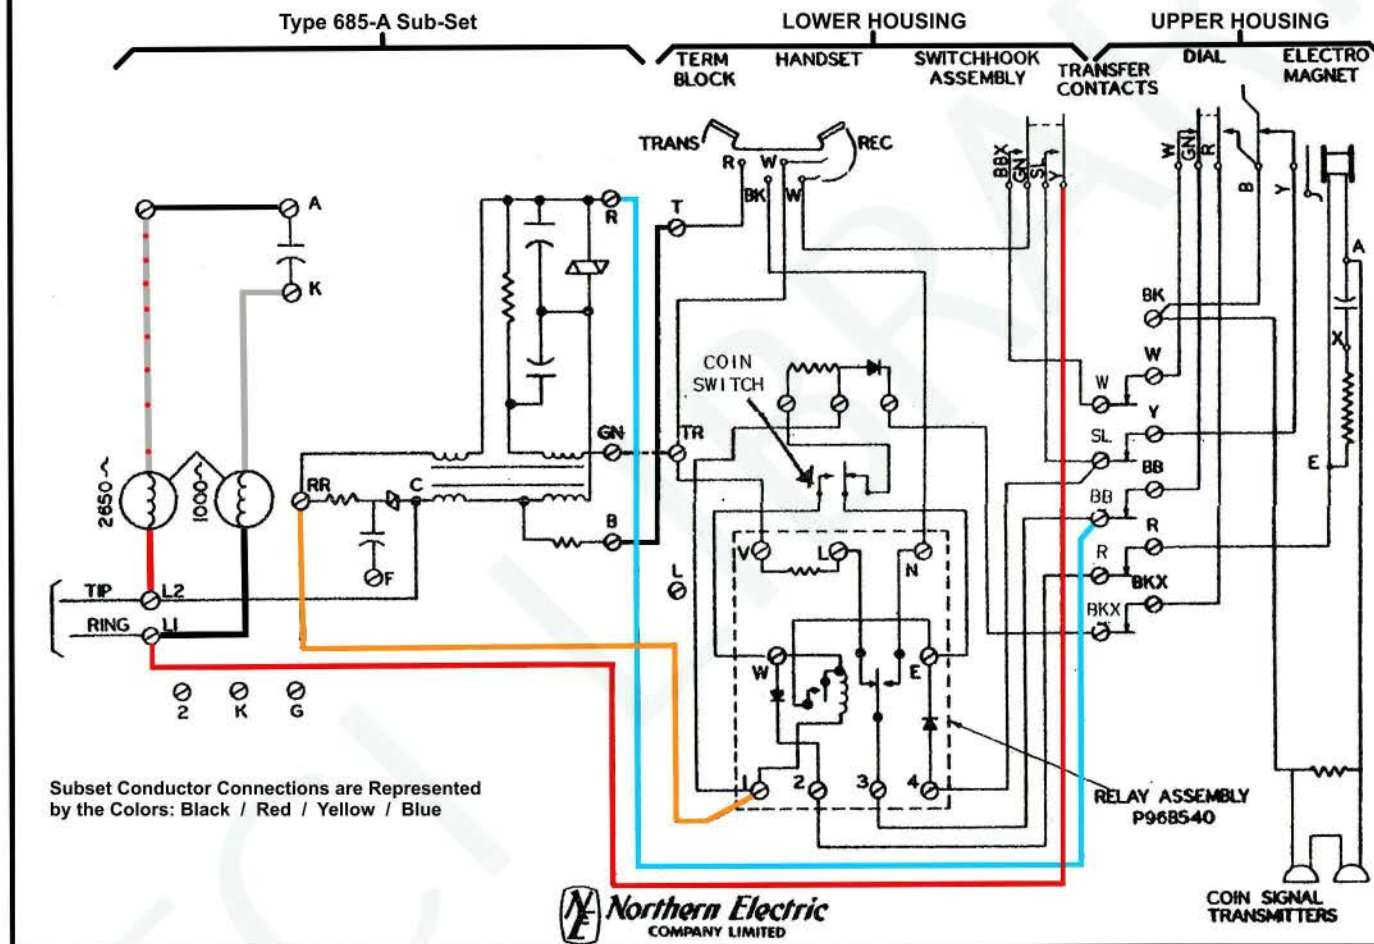 Type 685-A Sub-Set
LOWER HOUSING
UPPER HOUSING
TERM
BLOCK
HANDSET
SWITCHHOOK
ASSEMBLY
TRANSFER
CONTACTS
DIAL
ELECTRO
MAGNET
TRANS
REC
R
W
BK
W
BBX
GN
SL
Y
W
GN
R
B
Y
A
K
R
T
A
X
E
BK
W
Y
BB
R
BKX
W
SL
BB
R
BKX
COIN
SWITCH
GN
TR
RR
C
F
B
L
2650~
1000~
TIP
L2
RING
L1
2
K
G
V
L
N
W
E
1
2
3
4
RELAY ASSEMBLY
P96B540
Subset Conductor Connections are Represented
by the Colors: Black / Red / Yellow / Blue
NE
Northern Electric
COMPANY LIMITED
COIN SIGNAL
TRANSMITTERS